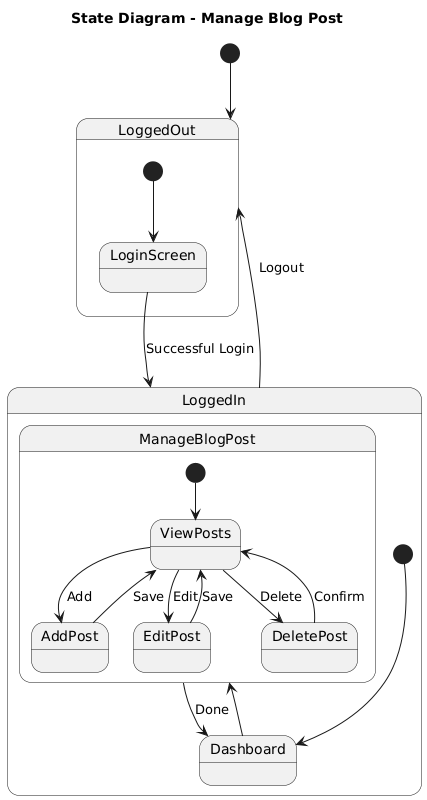 State Diagram - Manage Blog Post
LoggedOut
LoginScreen
Logout
Successful Login
LoggedIn
ManageBlogPost
ViewPosts
Add
Save
Edit
Save
Delete
Confirm
AddPost
EditPost
DeletePost
Done
Dashboard